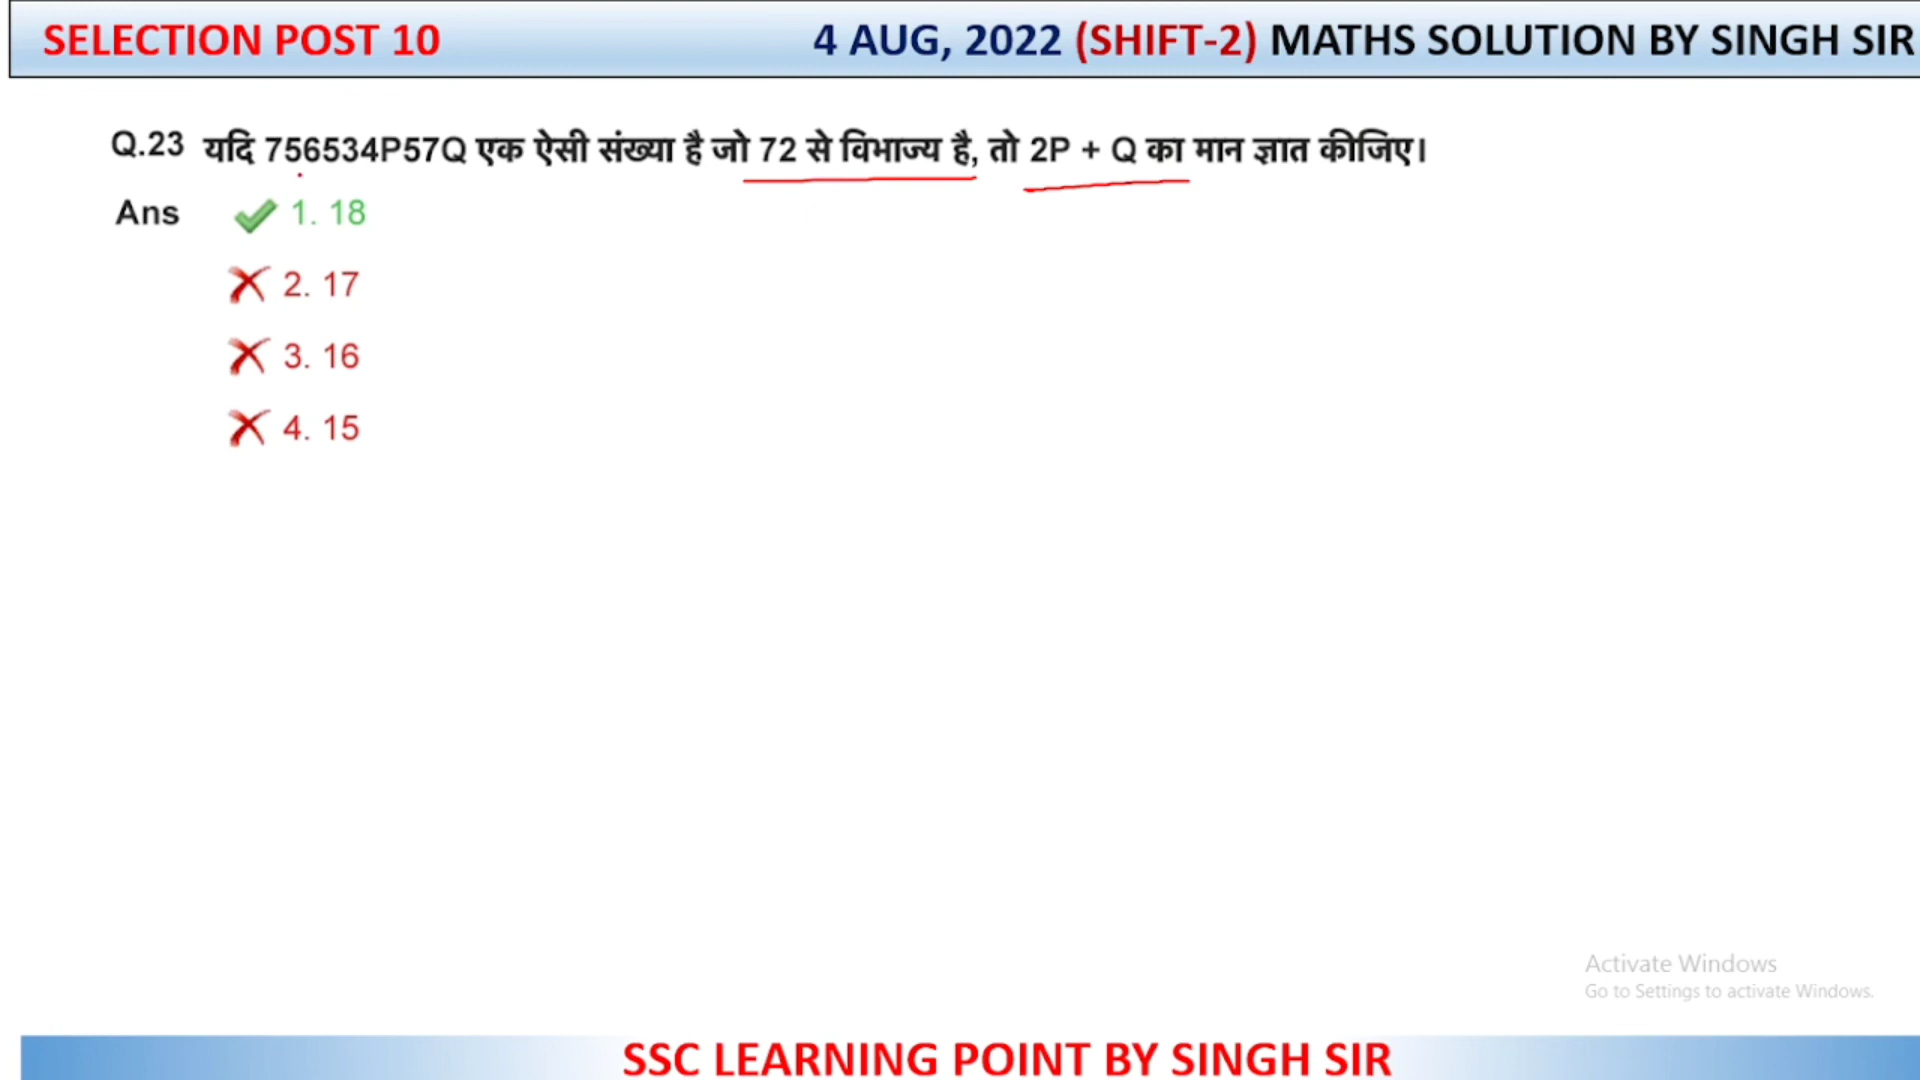 SELECTION POST 10 4 AUG, 2022 (SHIFT-2) MATHS SOLUTION BY SINGH SIR
Q.23 यदि 756534P57Q एक ऐसी संख्या है जो 72 से विभाज्य है, तो 2P + Q का मान ज्ञात कीजिए।
Ans 1. 18
2. 17
3. 16
4. 15
Activate Windows
Go to Settings to activate Windows.
SSC LEARNING POINT BY SINGH SIR